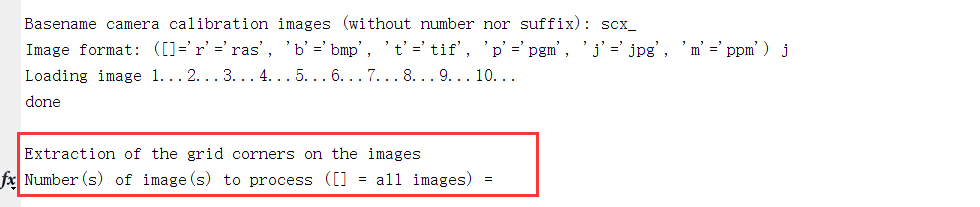 Basename camera calibration images (without number nor suffix): scx_
Image format: ([]='r'='ras', 'b'='bmp', 't'='tif', 'p'='pgm', 'j'='jpg', 'm'='ppm') j
Loading image 1...2...3...4...5...6...7...8...9...10...
done
Extraction of the grid corners on the images
fx Number(s) of image(s) to process ([] = all images) =